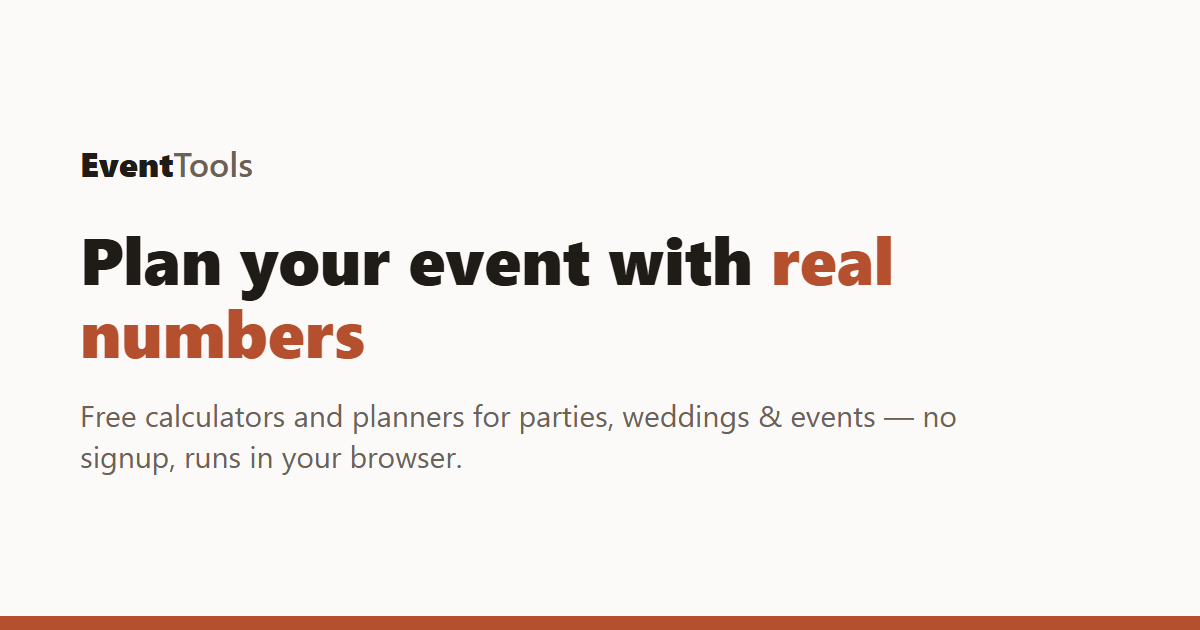 EventTools
Plan your event with real
numbers
Free calculators and planners for parties, weddings & events — no
signup, runs in your browser.